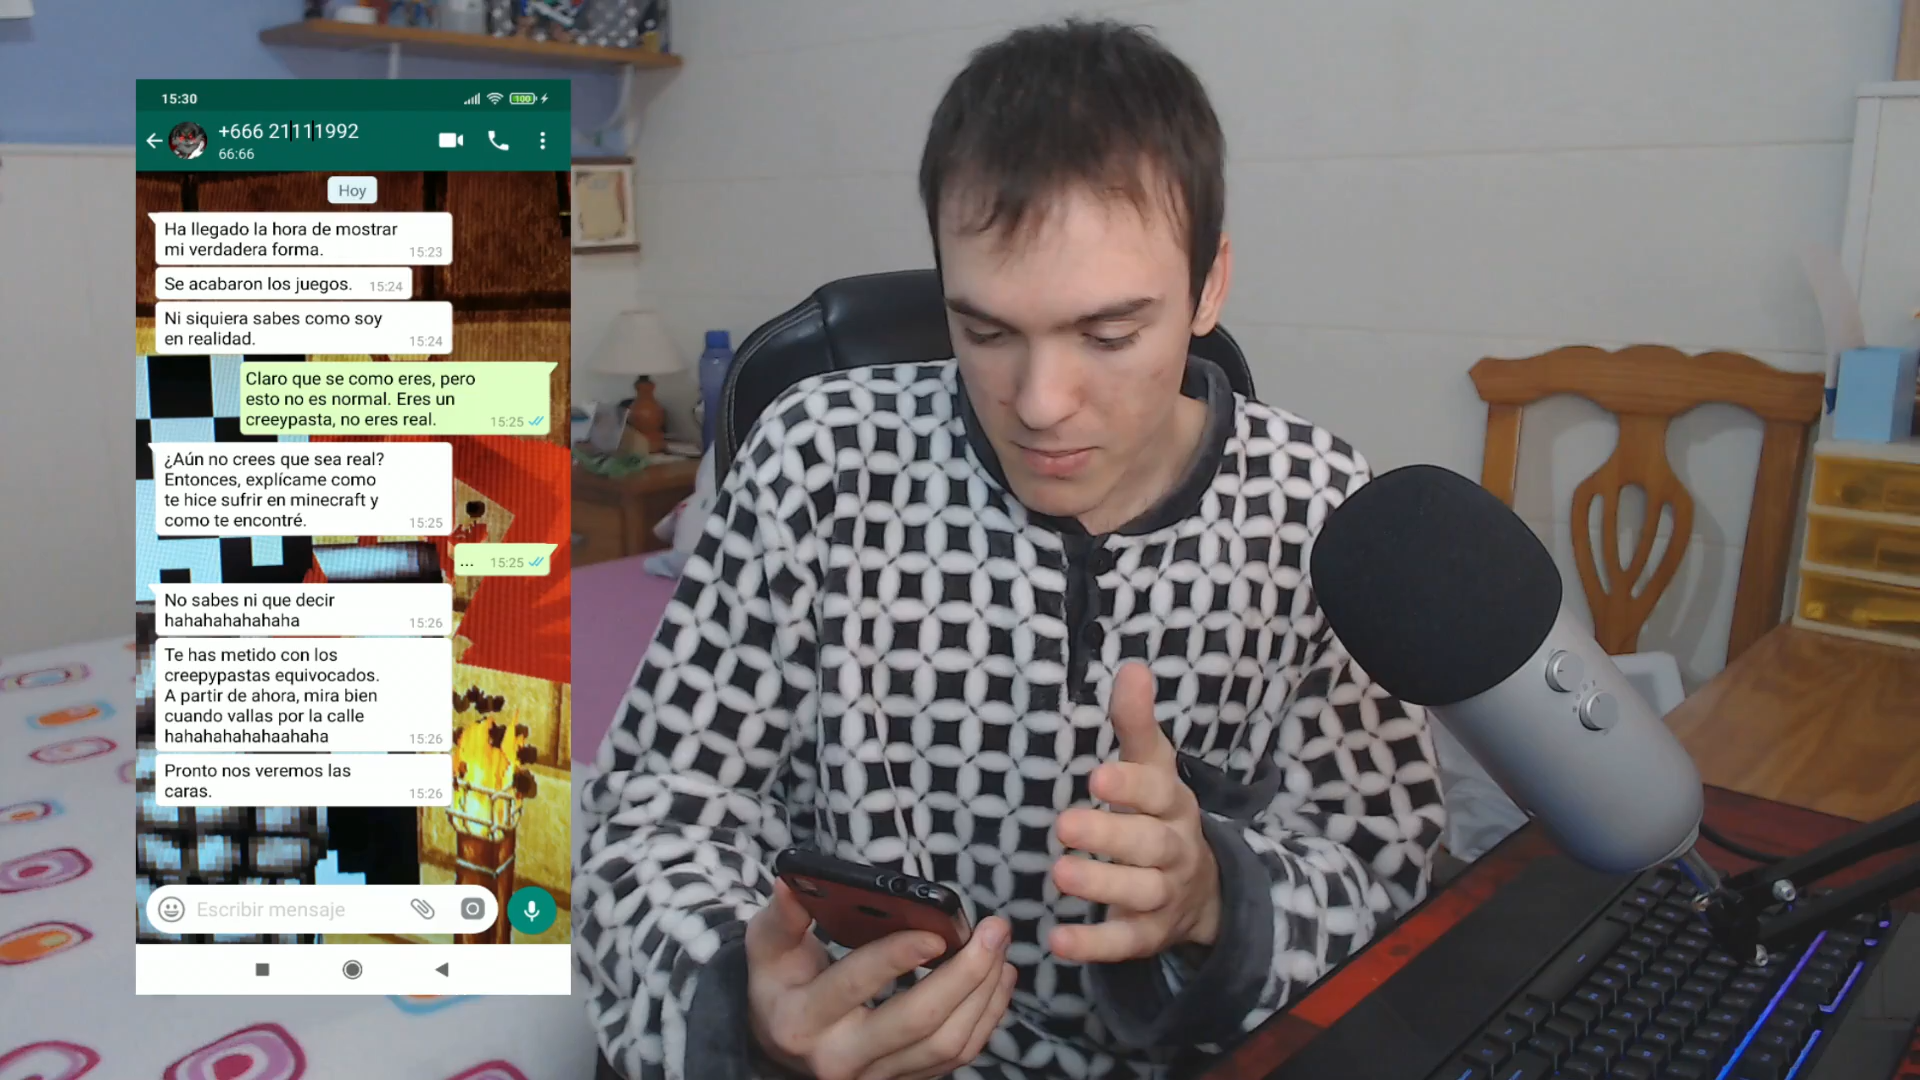 15:30
100
+666 21111992
66:66
Hoy
Ha llegado la hora de mostrar
mi verdadera forma.
15:23
Se acabaron los juegos.
15:24
Ni siquiera sabes como soy
en realidad.
15:24
Claro que se como eres, pero
esto no es normal. Eres un
creeypasta, no eres real.
15:25
¿Aún no crees que sea real?
Entonces, explícame como
te hice sufrir en minecraft y
como te encontré.
15:25
...
15:25
No sabes ni que decir
hahahahahahaha
15:26
Te has metido con los
creepypastas equivocados.
A partir de ahora, mira bien
cuando vallas por la calle
hahahahahahaahaha
15:26
Pronto nos veremos las
caras.
15:26
Escribir mensaje